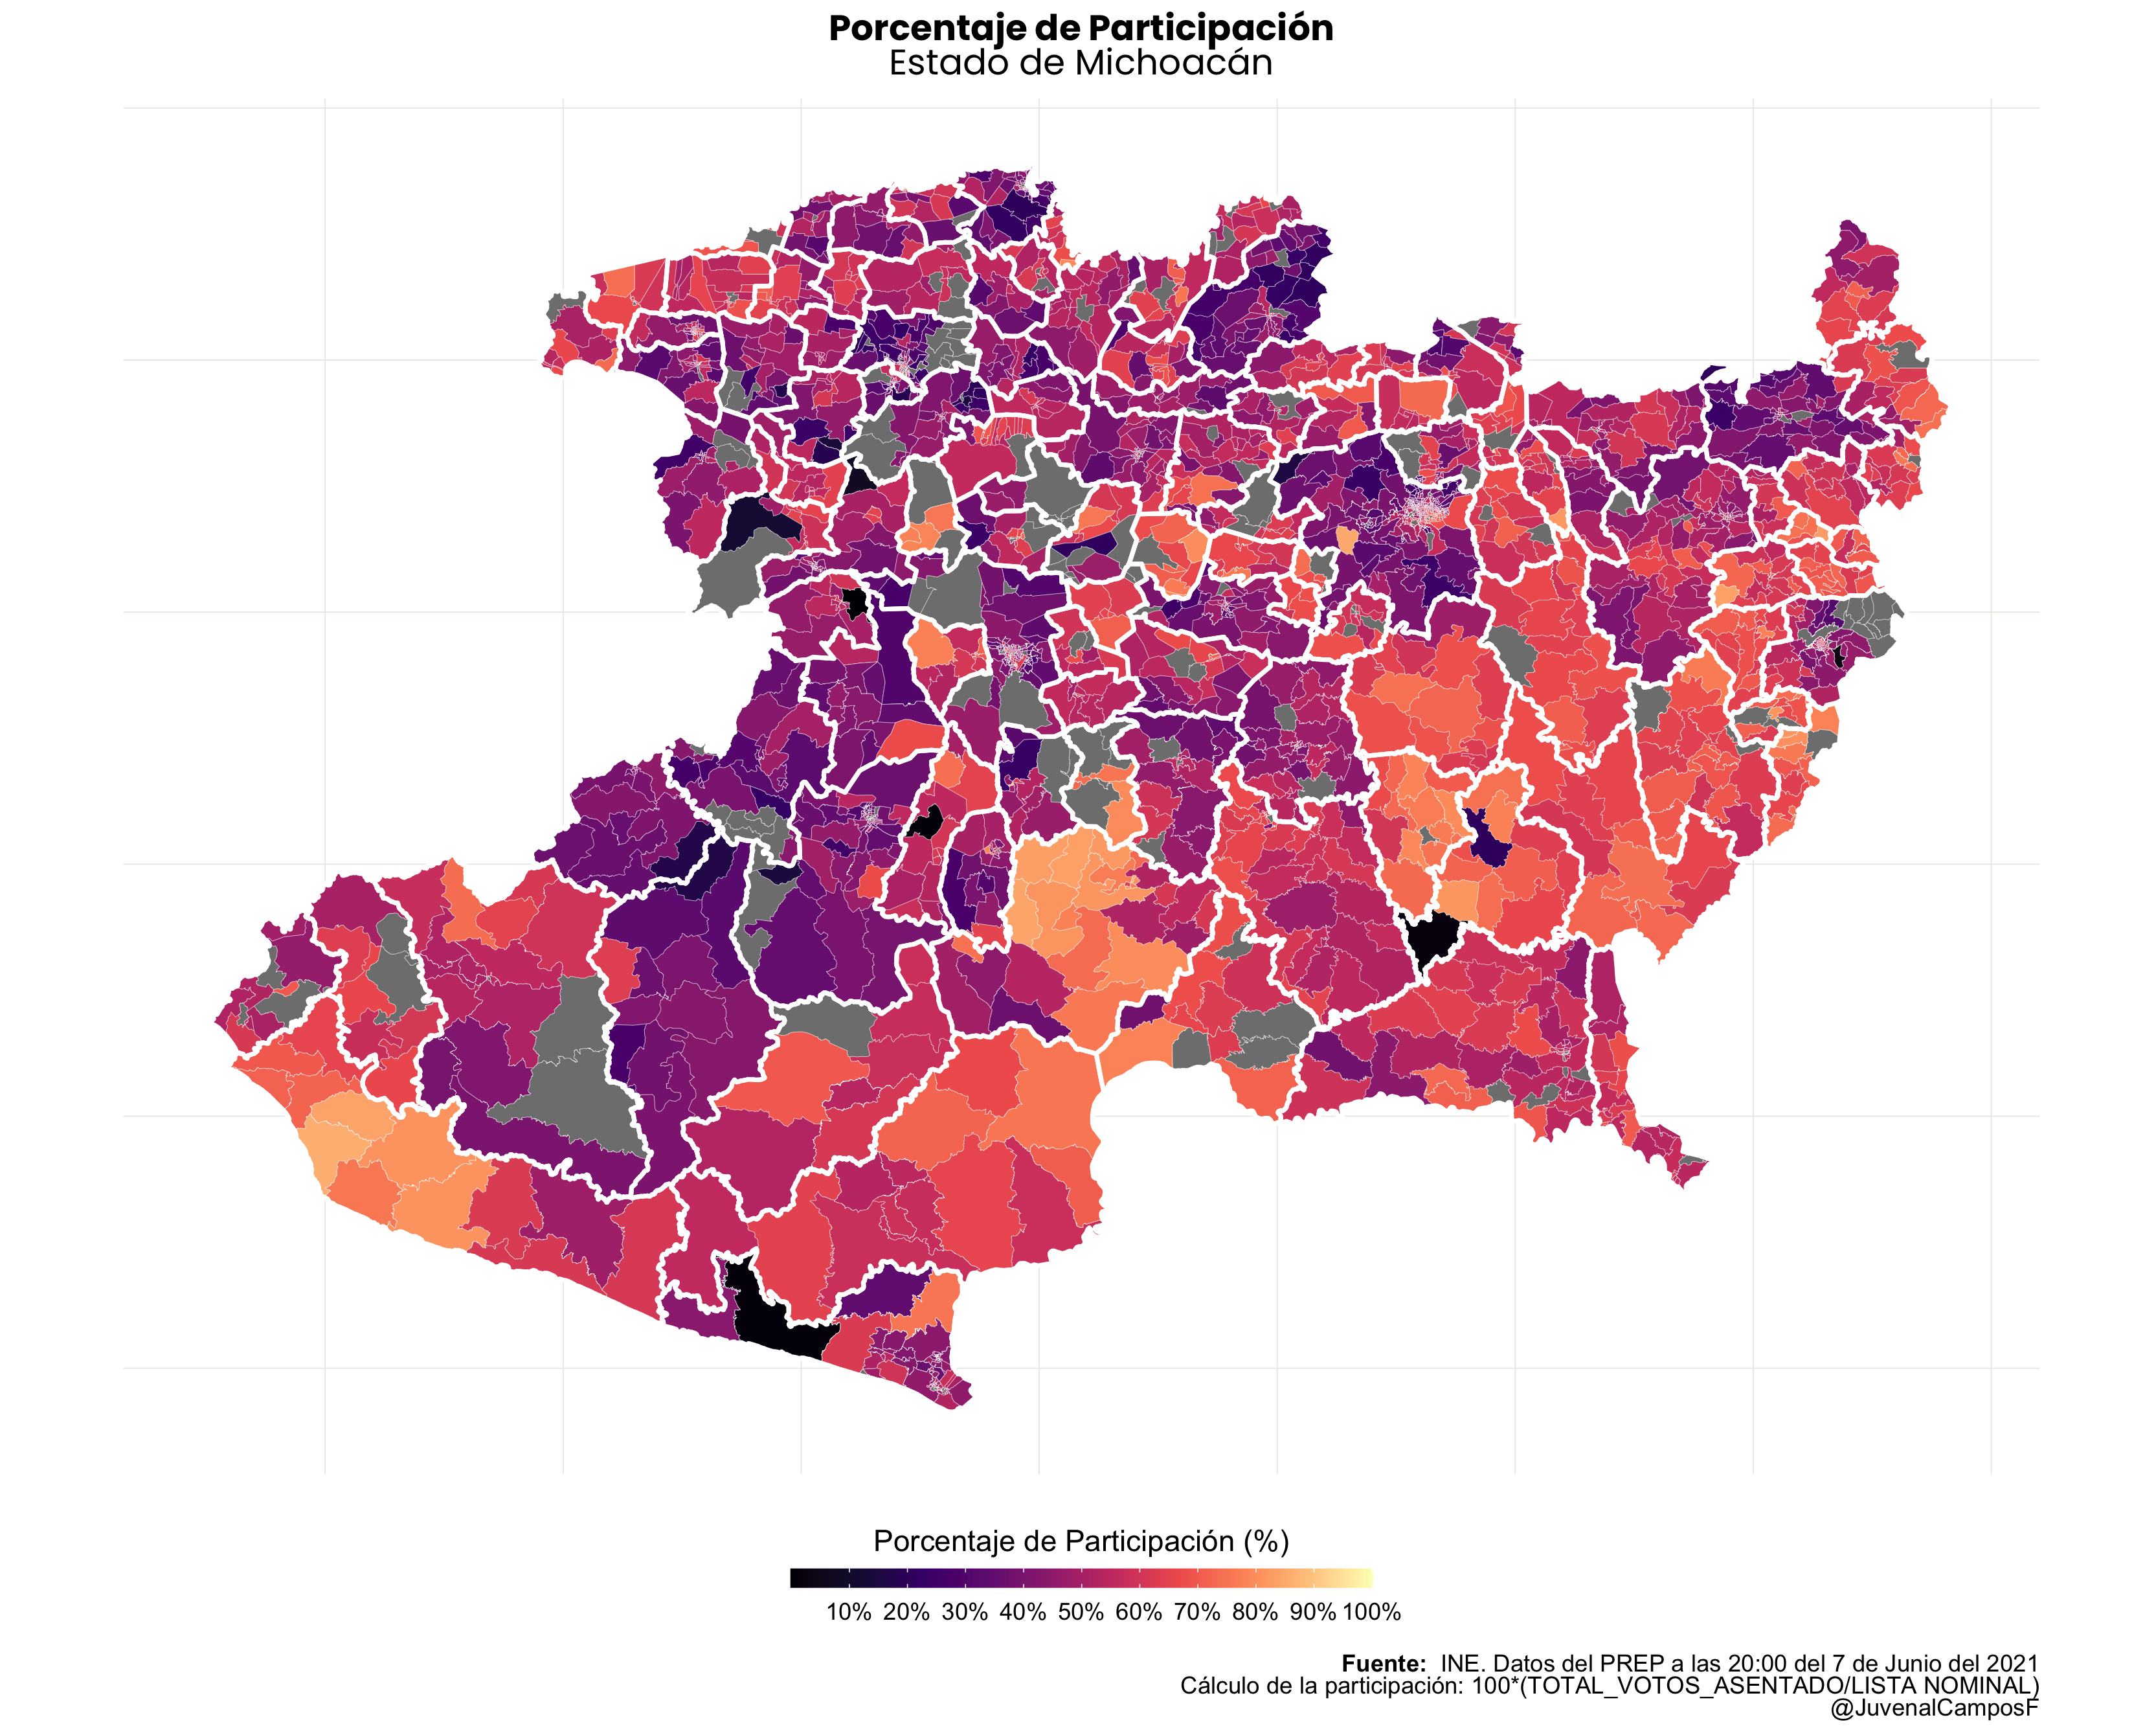 Porcentaje de Participación
Estado de Michoacán
Porcentaje de Participación (%)
10% 20% 30% 40% 50% 60% 70% 80% 90% 100%
Fuente: INE. Datos del PREP a las 20:00 del 7 de Junio del 2021
Cálculo de la participación: 100*(TOTAL_VOTOS_ASENTADO/LISTA NOMINAL)
@JuvenalCamposF